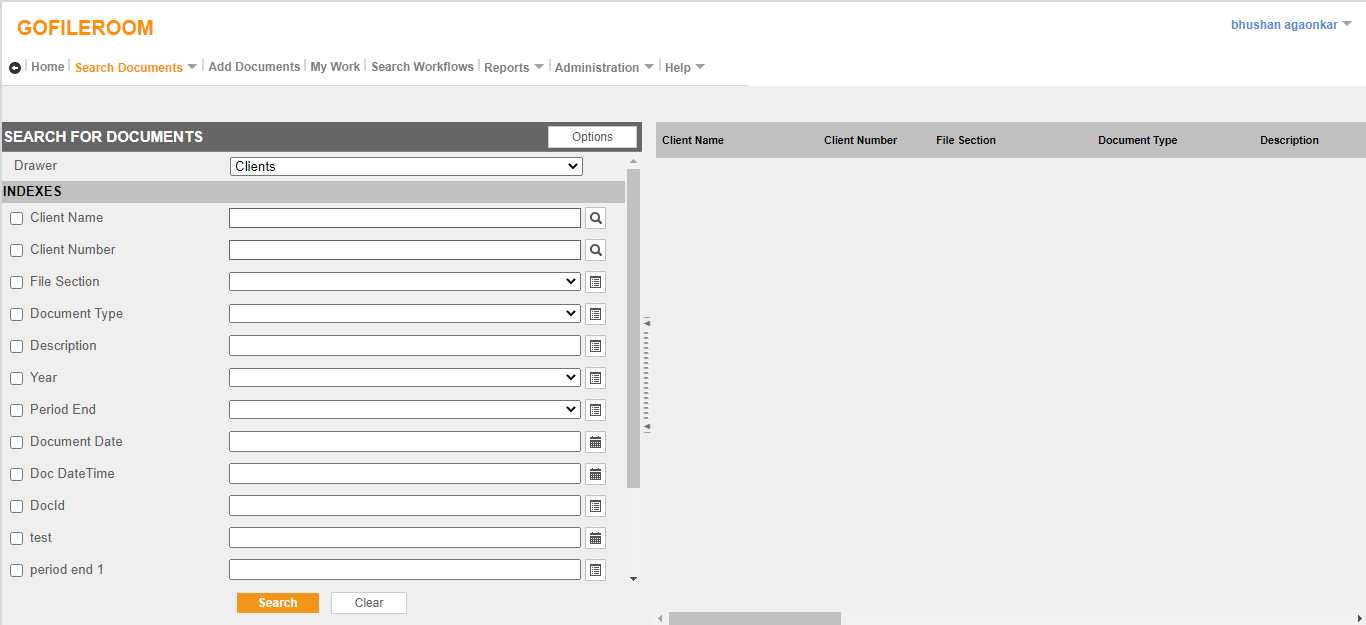 GOFILEROOM
bhushan agaonkar
Home Search Documents Add Documents My Work Search Workflows Reports Administration Help
SEARCH FOR DOCUMENTS Options
Client Name Client Number File Section Document Type Description
Drawer Clients
INDEXES
Client Name
Client Number
File Section
Document Type
Description
Year
Period End
Document Date
Doc DateTime
DocId
test
period end 1
Search Clear